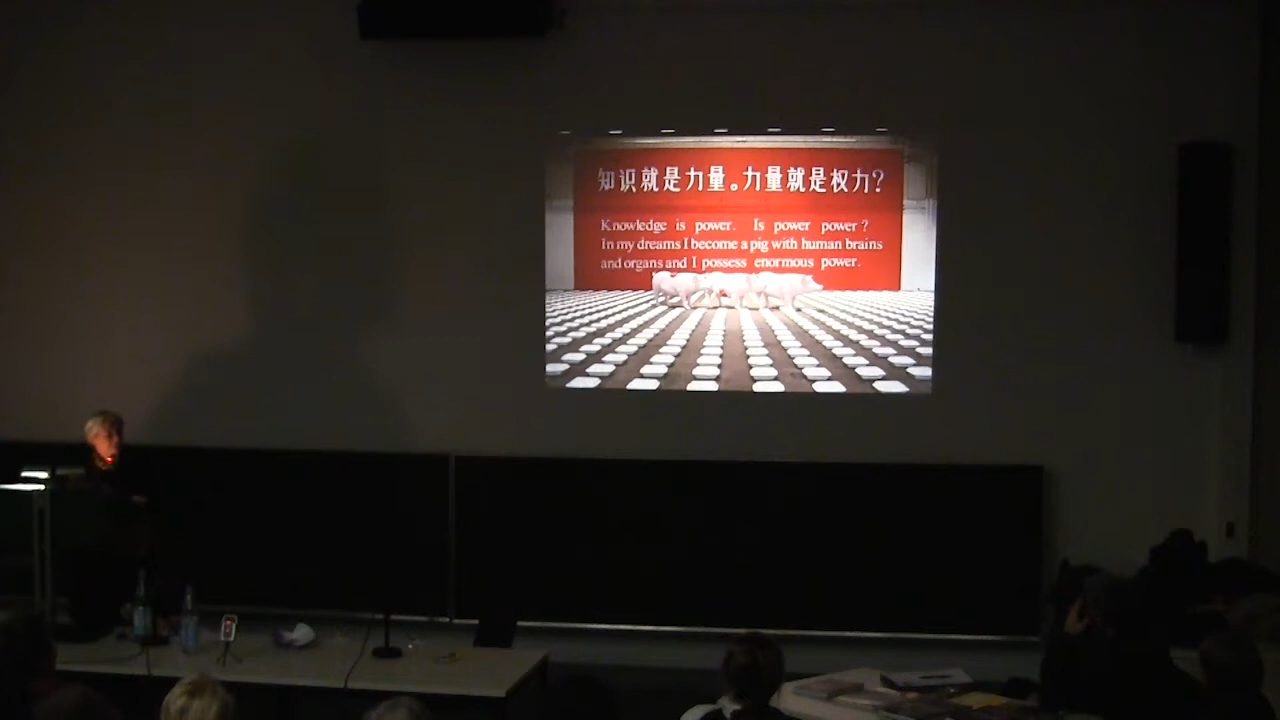 知识就是力量。力量就是权力?
Knowledge is power. Is power power ?
In my dreams I become a pig with human brains
and organs and I possess enormous power.